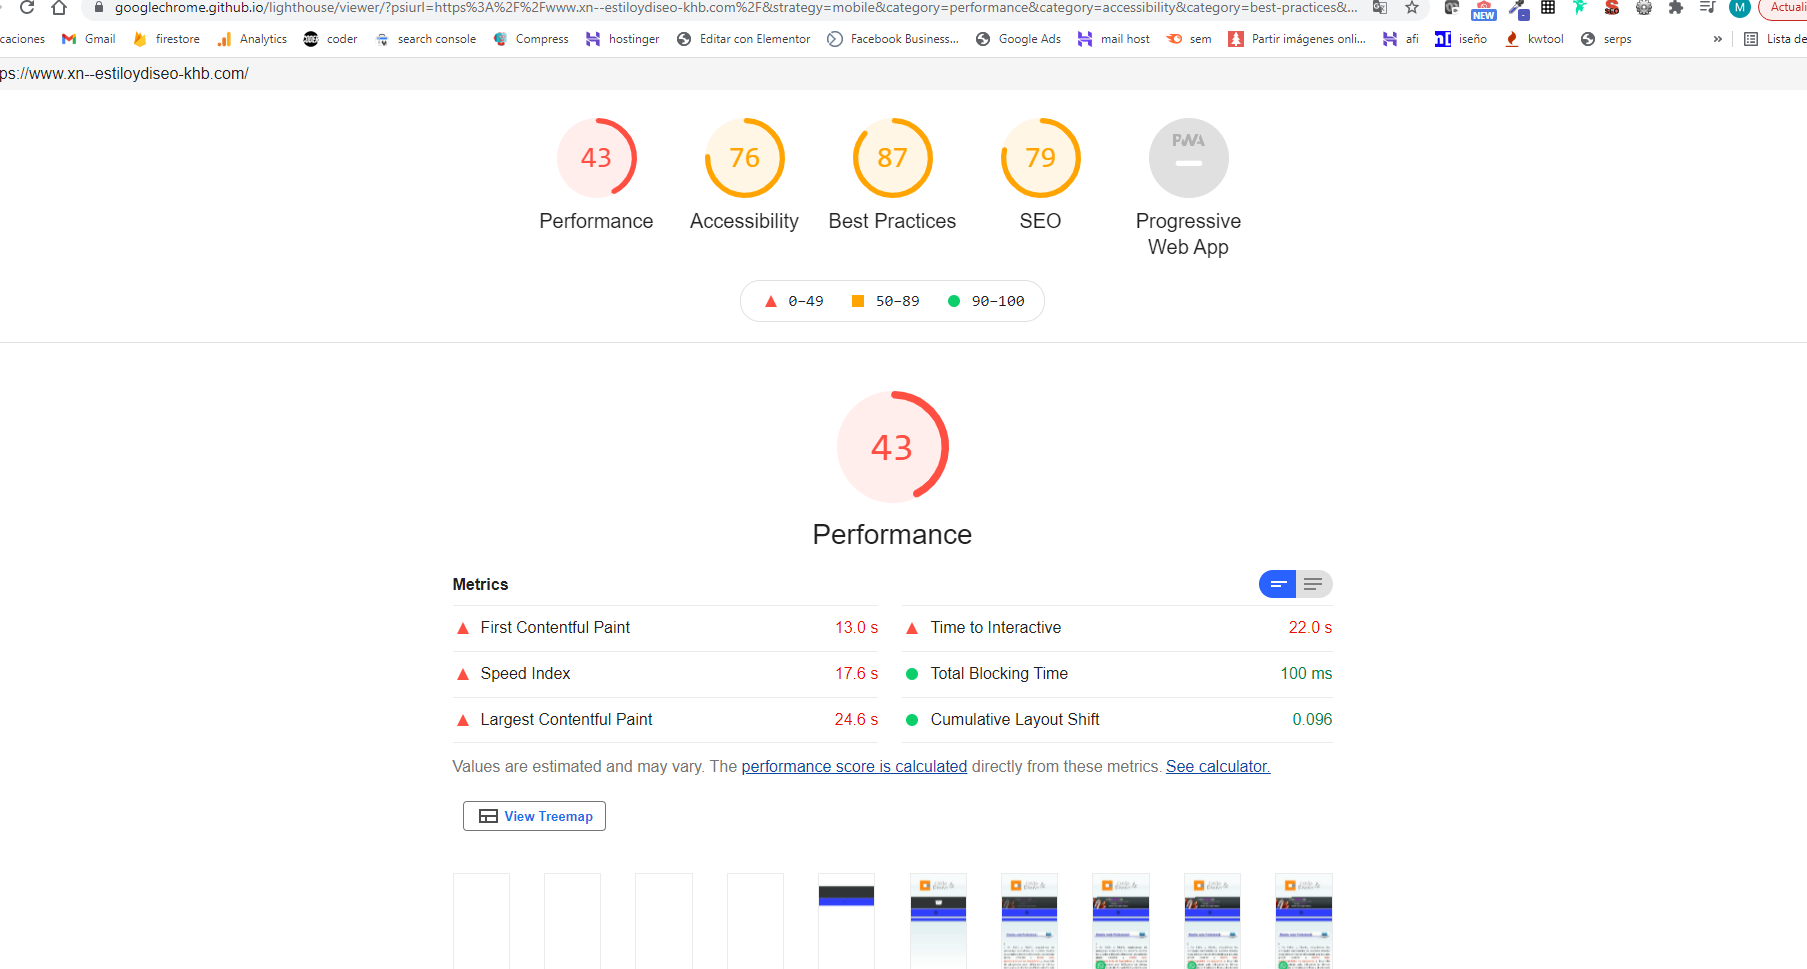 googlechrome.github.io/lighthouse/viewer/?psiurl=https%3A%2F%2Fwww.xn--estiloydiseo-khb.com%2F&strategy=mobile&category=performance&category=accessibility&category=best-practices&... NEW M Actuali
caciones Gmail firestore Analytics coder search console Compress hostinger Editar con Elementor Facebook Business... Google Ads mail host sem Partir imágenes onli... afi iseño kwtool serps » Lista de
ps://www.xn--estiloydiseo-khb.com/
43 76 87 79 PWA
Performance Accessibility Best Practices SEO Progressive
Web App
0–49 50–89 90–100
43
Performance
Metrics
First Contentful Paint 13.0 s Time to Interactive 22.0 s
Speed Index 17.6 s Total Blocking Time 100 ms
Largest Contentful Paint 24.6 s Cumulative Layout Shift 0.096
Values are estimated and may vary. The performance score is calculated directly from these metrics. See calculator.
View Treemap